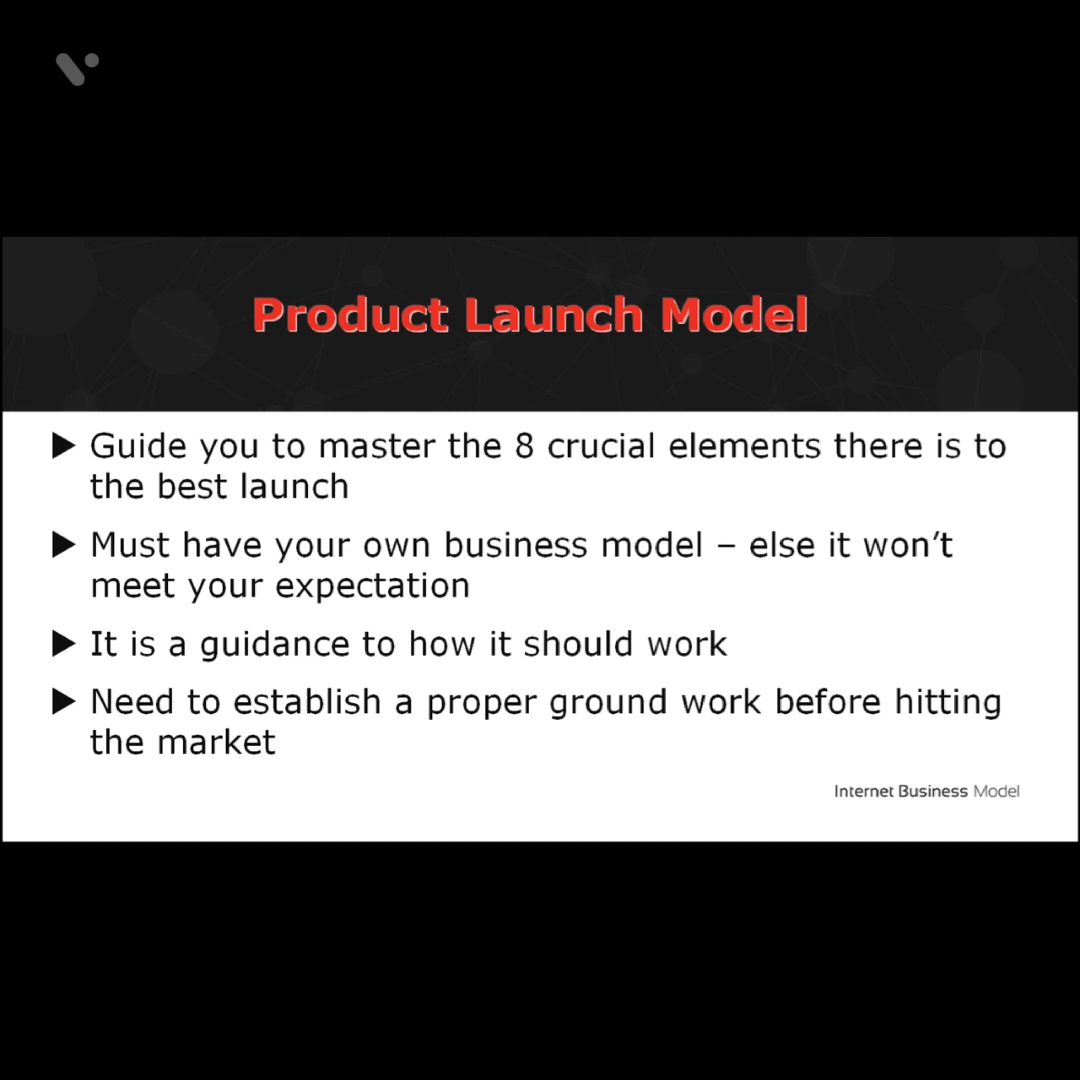 Product Launch Model
▶ Guide you to master the 8 crucial elements there is to
the best launch
▶ Must have your own business model – else it won’t
meet your expectation
▶ It is a guidance to how it should work
▶ Need to establish a proper ground work before hitting
the market
Internet Business Model